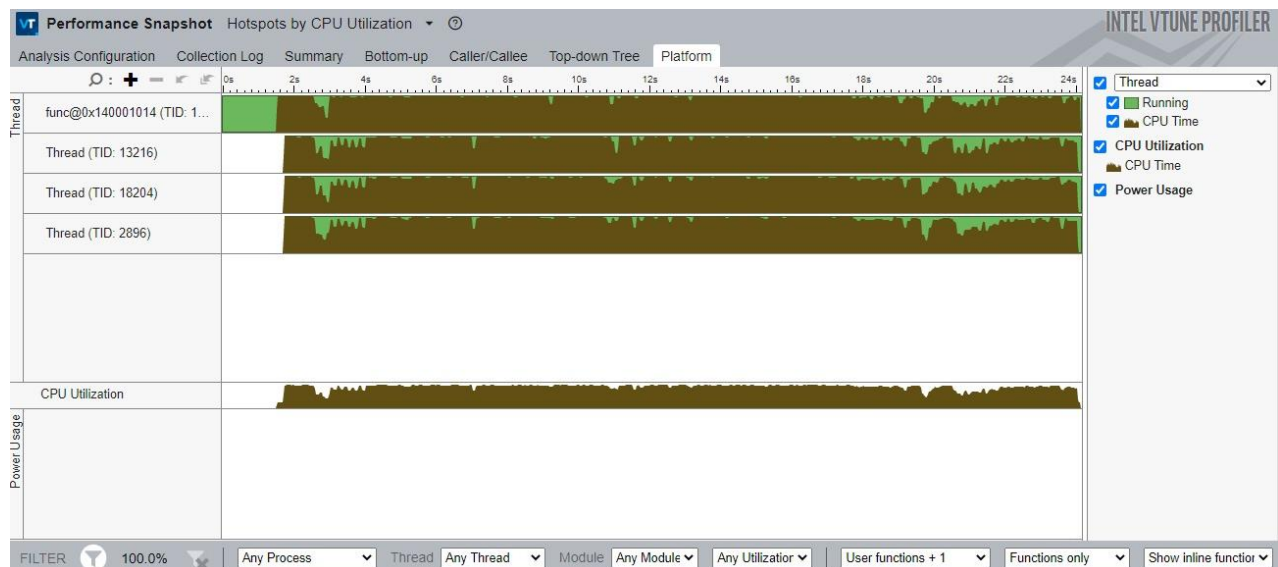 VT Performance Snapshot Hotspots by CPU Utilization ?
INTEL VTUNE PROFILER
Analysis Configuration Collection Log Summary Bottom-up Caller/Callee Top-down Tree Platform
0s 2s 4s 6s 8s 10s 12s 14s 16s 18s 20s 22s 24s
Thread
func@0x140001014 (TID: 1...
Thread (TID: 13216)
Thread (TID: 18204)
Thread (TID: 2896)
CPU Utilization
Power Usage
Thread
Running
CPU Time
CPU Utilization
CPU Time
Power Usage
FILTER 100.0% Any Process Thread Any Thread Module Any Module Any Utilization User functions + 1 Functions only Show inline function